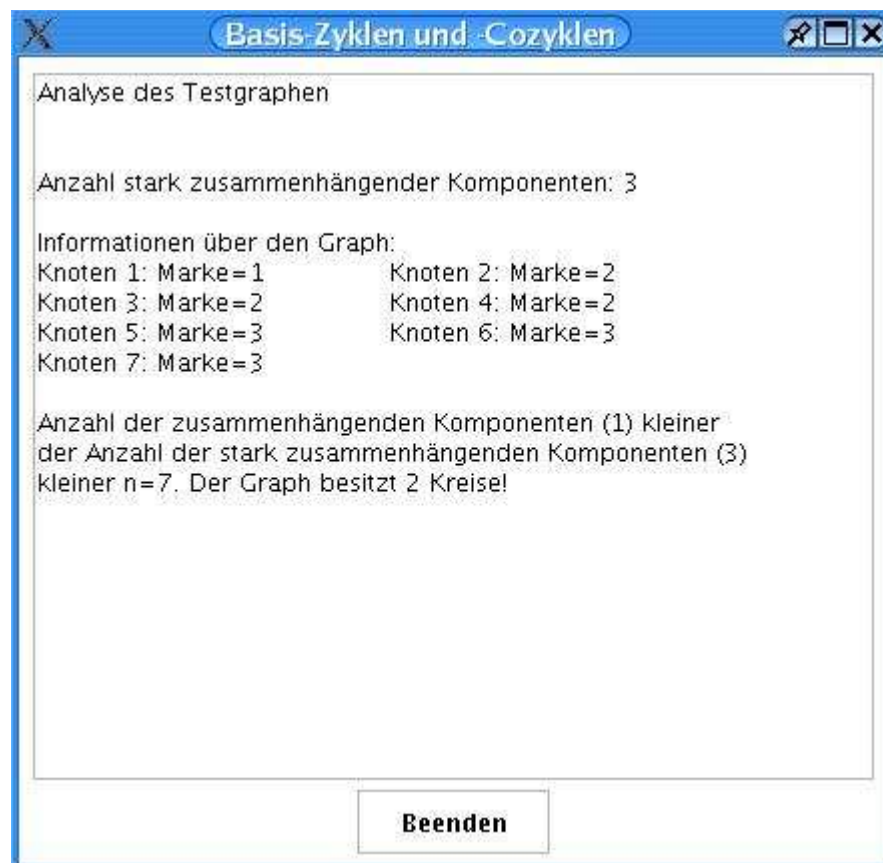 Basis-Zyklen und -Cozyklen
Analyse des Testgraphen
Anzahl stark zusammenhängender Komponenten: 3
Informationen über den Graph:
Knoten 1: Marke=1 Knoten 2: Marke=2
Knoten 3: Marke=2 Knoten 4: Marke=2
Knoten 5: Marke=3 Knoten 6: Marke=3
Knoten 7: Marke=3
Anzahl der zusammenhängenden Komponenten (1) kleiner
der Anzahl der stark zusammenhängenden Komponenten (3)
kleiner n=7. Der Graph besitzt 2 Kreise!
Beenden